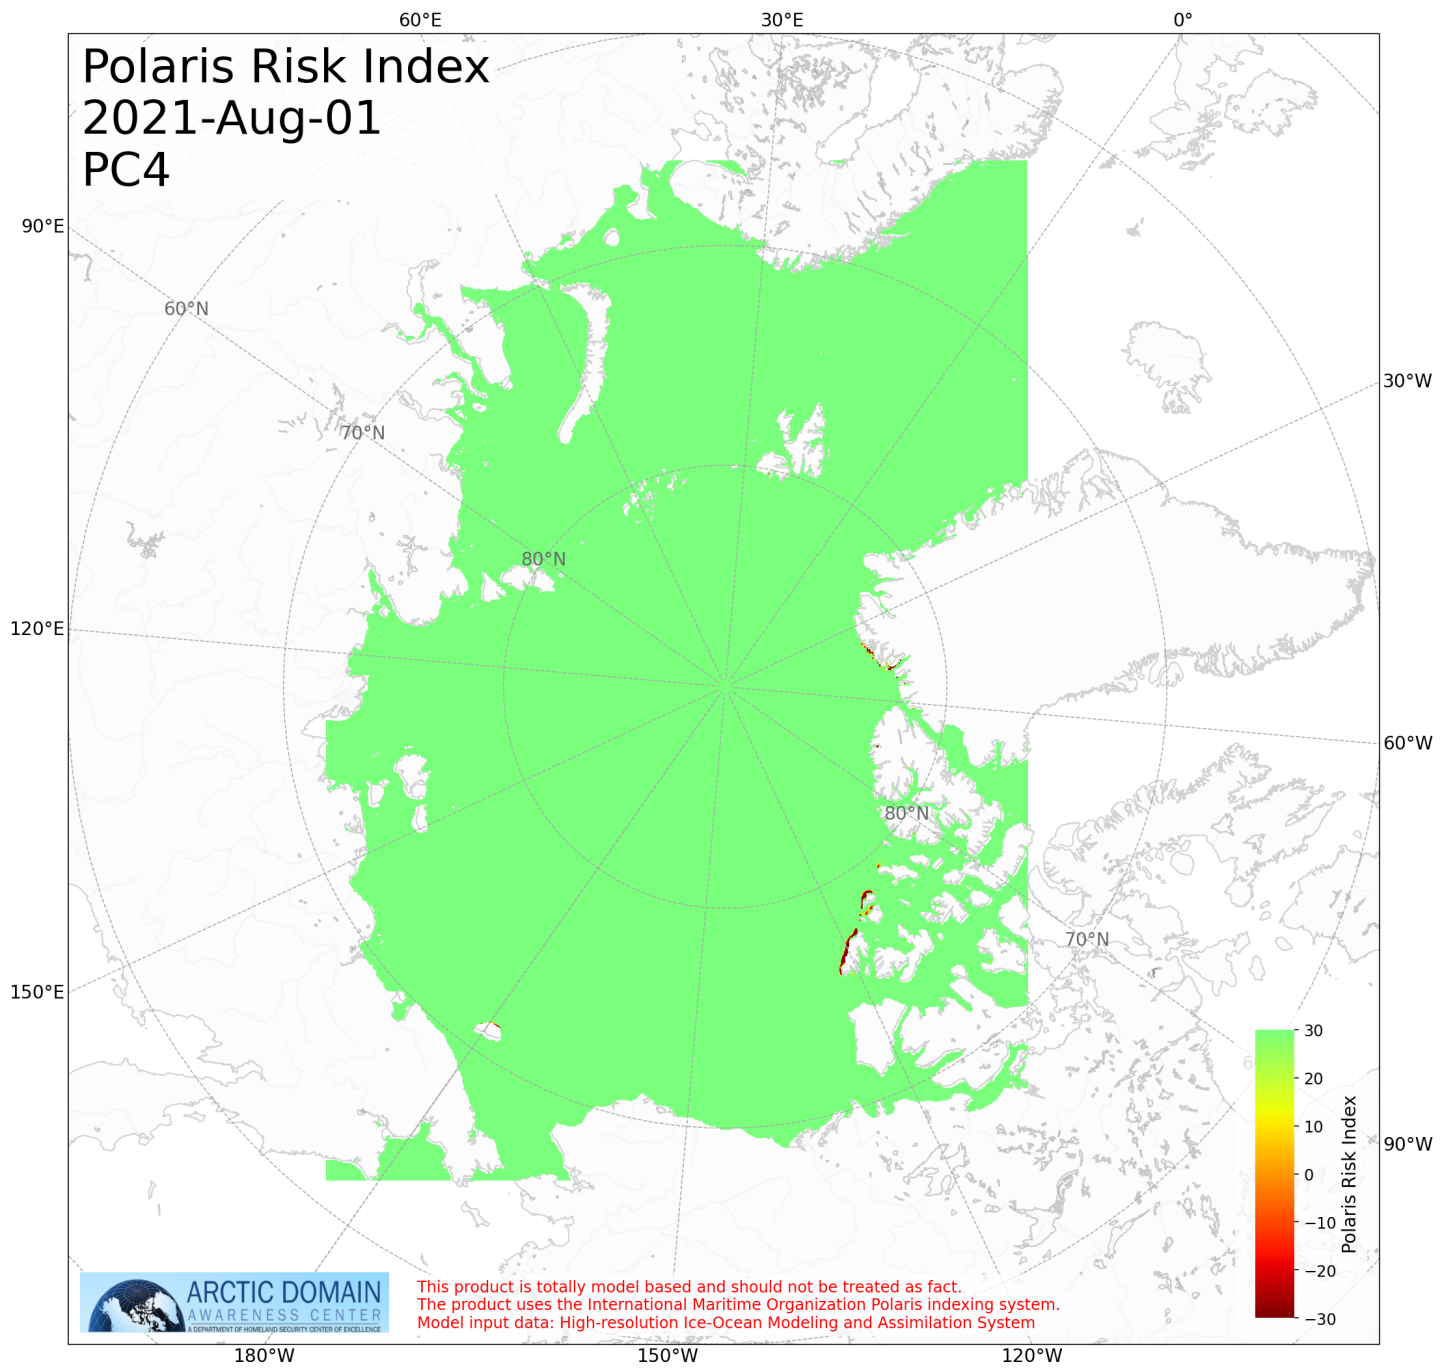 60°E 30°E 0°
Polaris Risk Index
2021-Aug-01
PC4
90°E
60°N
30°W
70°N
80°N
120°E
60°W
80°N
70°N
150°E
30
20
10
0
−10
−20
−30
Polaris Risk Index
90°W
ARCTIC DOMAIN
AWARENESS CENTER
A DEPARTMENT OF HOMELAND SECURITY CENTER OF EXCELLENCE
This product is totally model based and should not be treated as fact.
The product uses the International Maritime Organization Polaris indexing system.
Model input data: High-resolution Ice-Ocean Modeling and Assimilation System
180°W 150°W 120°W